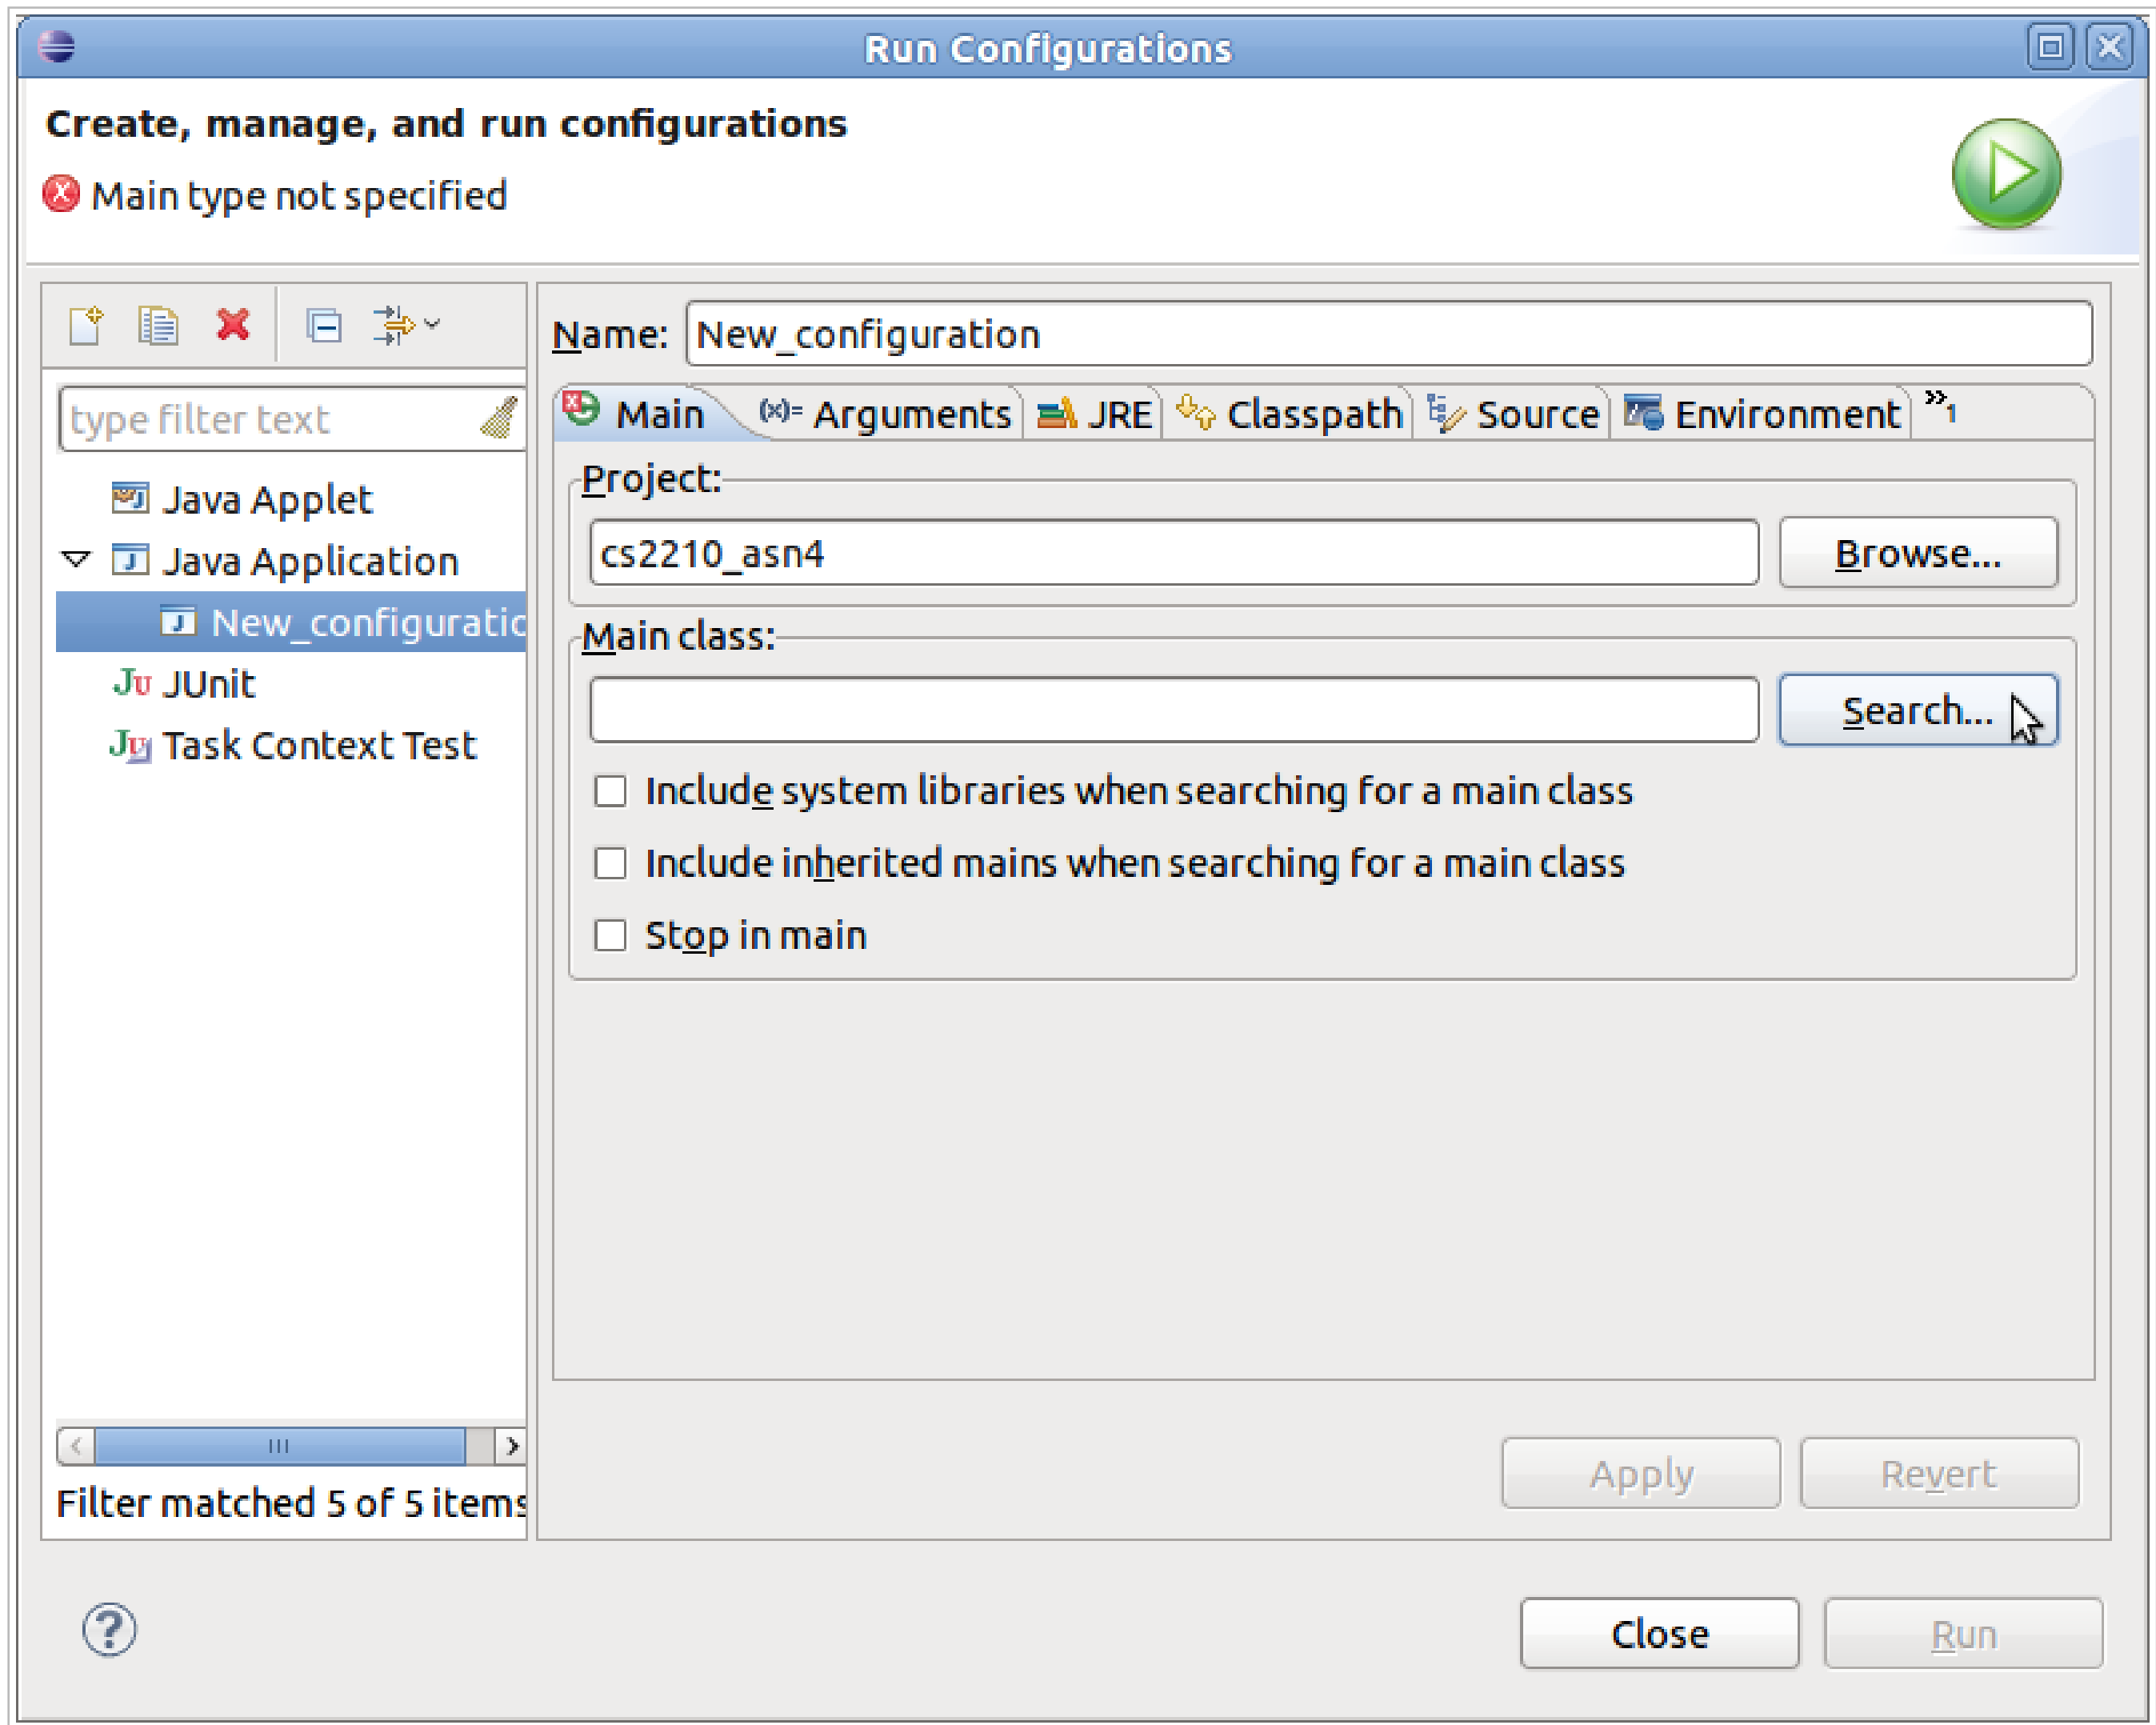 Run Configurations
Create, manage, and run configurations
Main type not specified
Name: New_configuration
type filter text
Java Applet
Java Application
New_configuratio
JUnit
Task Context Test
Filter matched 5 of 5 items
Main (x)= Arguments JRE Classpath Source Environment »1
Project:
cs2210_asn4 Browse...
Main class:
Search...
Include system libraries when searching for a main class
Include inherited mains when searching for a main class
Stop in main
Apply Revert
Close Run